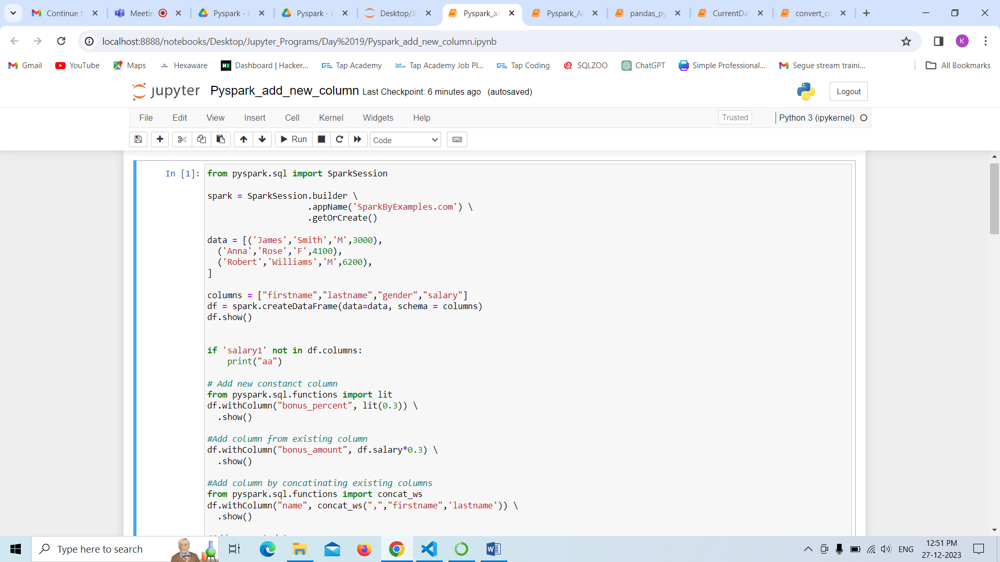 Continue t
Meetin
Pyspark - 
Pyspark - 
Desktop/J
Pyspark_a
Pyspark_A
pandas_py
CurrentDa
convert_co
localhost:8888/notebooks/Desktop/Jupyter_Programs/Day%2019/Pyspark_add_new_column.ipynb
K
Gmail
YouTube
Maps
Hexaware
Dashboard | Hacker...
Tap Academy
Tap Academy Job Pl...
Tap Coding
SQLZOO
ChatGPT
Simple Professional...
Segue stream traini...
All Bookmarks
jupyter Pyspark_add_new_column Last Checkpoint: 6 minutes ago (autosaved)
Logout
File Edit View Insert Cell Kernel Widgets Help
Trusted
Python 3 (ipykernel)
Run
Code
In [1]:
from pyspark.sql import SparkSession
spark = SparkSession.builder \
.appName('SparkByExamples.com') \
.getOrCreate()
data = [('James','Smith','M',3000),
('Anna','Rose','F',4100),
('Robert','Williams','M',6200),
]
columns = ["firstname","lastname","gender","salary"]
df = spark.createDataFrame(data=data, schema = columns)
df.show()
if 'salary1' not in df.columns:
print("aa")
# Add new constanct column
from pyspark.sql.functions import lit
df.withColumn("bonus_percent", lit(0.3)) \
.show()
#Add column from existing column
df.withColumn("bonus_amount", df.salary*0.3) \
.show()
#Add column by concatinating existing columns
from pyspark.sql.functions import concat_ws
df.withColumn("name", concat_ws(",","firstname",'lastname')) \
.show()
Type here to search
ENG
12:51 PM
27-12-2023